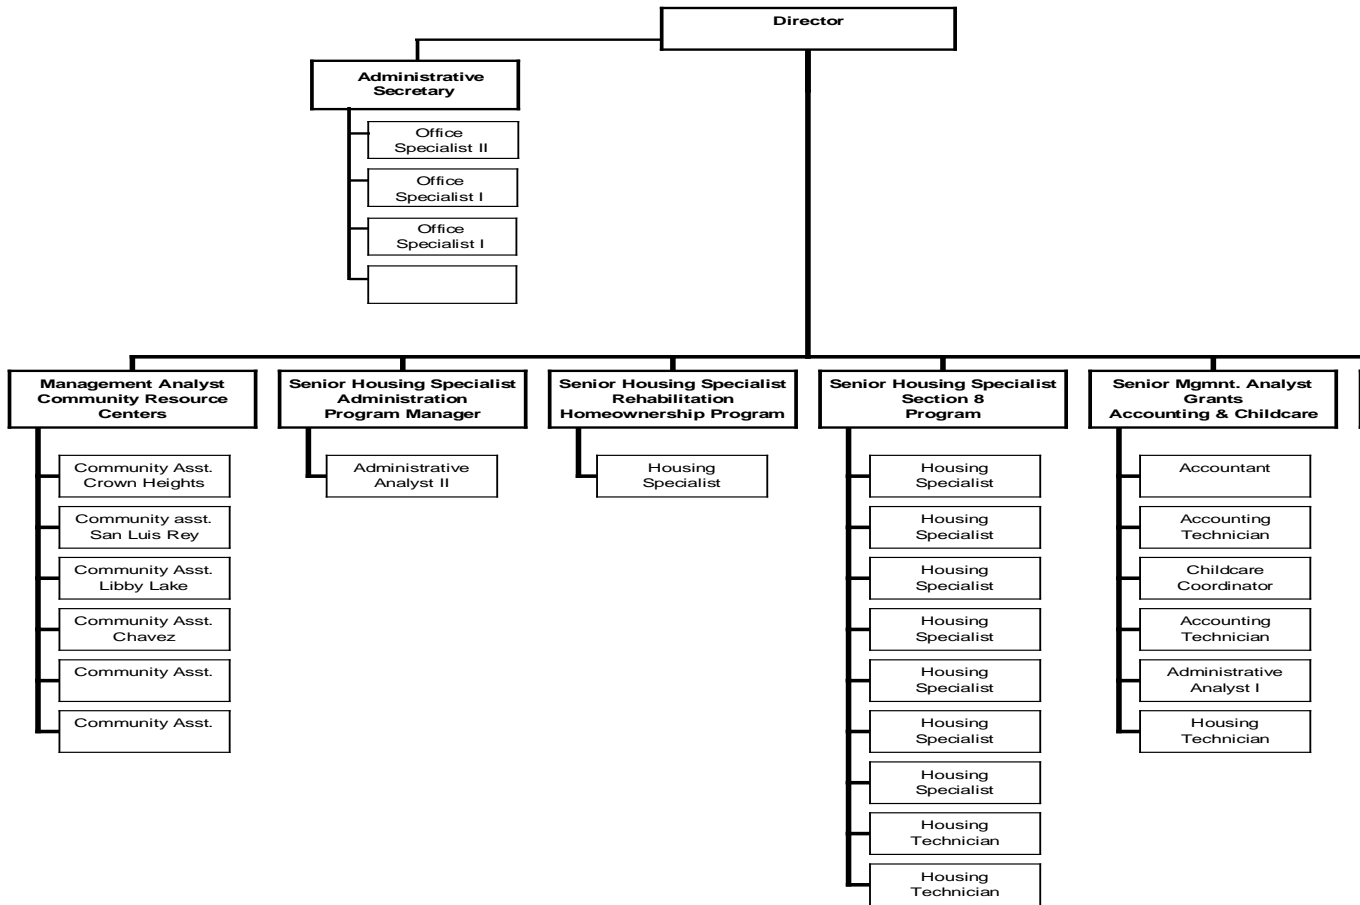 Director
Administrative
Secretary
Office
Specialist II
Office
Specialist I
Office
Specialist I
Management Analyst
Community Resource
Centers
Community Asst.
Crown Heights
Community asst.
San Luis Rey
Community Asst.
Libby Lake
Community Asst.
Chavez
Community Asst.
Community Asst.
Senior Housing Specialist
Administration
Program Manager
Administrative
Analyst II
Senior Housing Specialist
Rehabilitation
Homeownership Program
Housing
Specialist
Senior Housing Specialist
Section 8
Program
Housing
Specialist
Housing
Specialist
Housing
Specialist
Housing
Specialist
Housing
Specialist
Housing
Specialist
Housing
Specialist
Housing
Technician
Housing
Technician
Senior Mgmnt. Analyst
Grants
Accounting & Childcare
Accountant
Accounting
Technician
Childcare
Coordinator
Accounting
Technician
Administrative
Analyst I
Housing
Technician